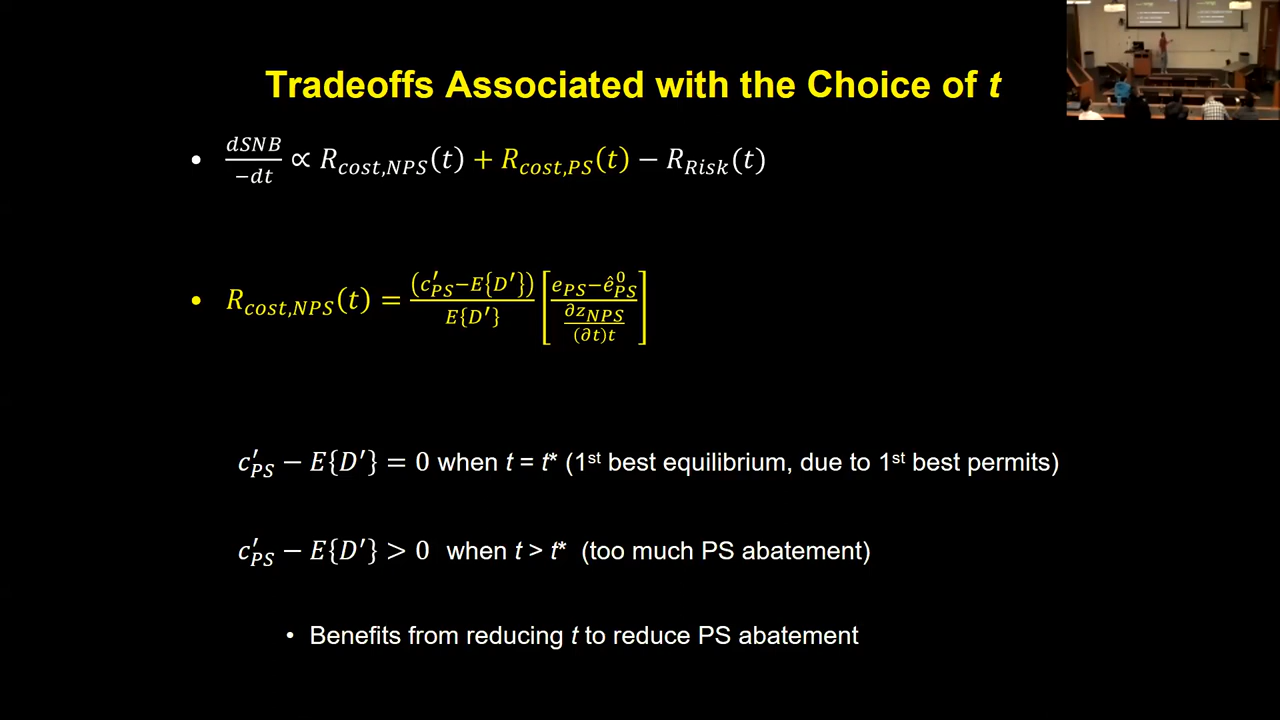 Tradeoffs Associated with the Choice of t
• dSNB/−dt ∝ R_cost,NPS(t) + R_cost,PS(t) − R_Risk(t)
• R_cost,NPS(t) = (c′_PS−E{D′})/E{D′} [(e_PS−ê⁰_PS)/(∂z_NPS/(∂t)t)]
c′_PS − E{D′} = 0 when t = t* (1st best equilibrium, due to 1st best permits)
c′_PS − E{D′} > 0 when t > t* (too much PS abatement)
• Benefits from reducing t to reduce PS abatement